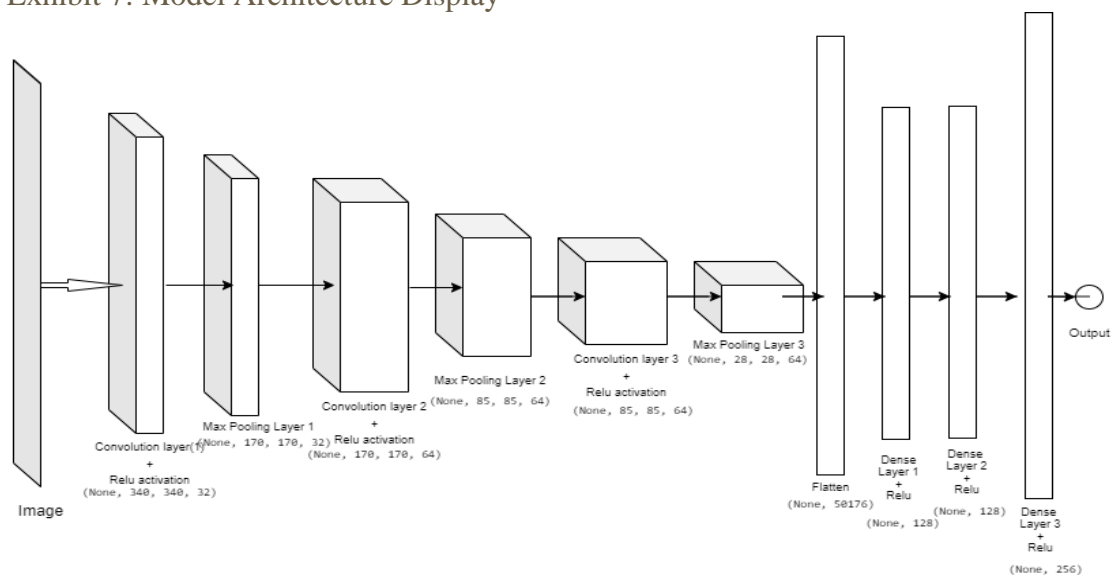 Exhibit 7: Model Architecture Display
Image
Convolution layer(1)
+
Relu activation
(None, 340, 340, 32)
Max Pooling Layer 1
(None, 170, 170, 32)
Convolution layer 2
+
Relu activation
(None, 170, 170, 64)
Max Pooling Layer 2
(None, 85, 85, 64)
Convolution layer 3
+
Relu activation
(None, 85, 85, 64)
Max Pooling Layer 3
(None, 28, 28, 64)
Flatten
(None, 50176)
Dense
Layer 1
+
Relu
(None, 128)
Dense
Layer 2
+
Relu
(None, 128)
Dense
Layer 3
+
Relu
(None, 256)
Output